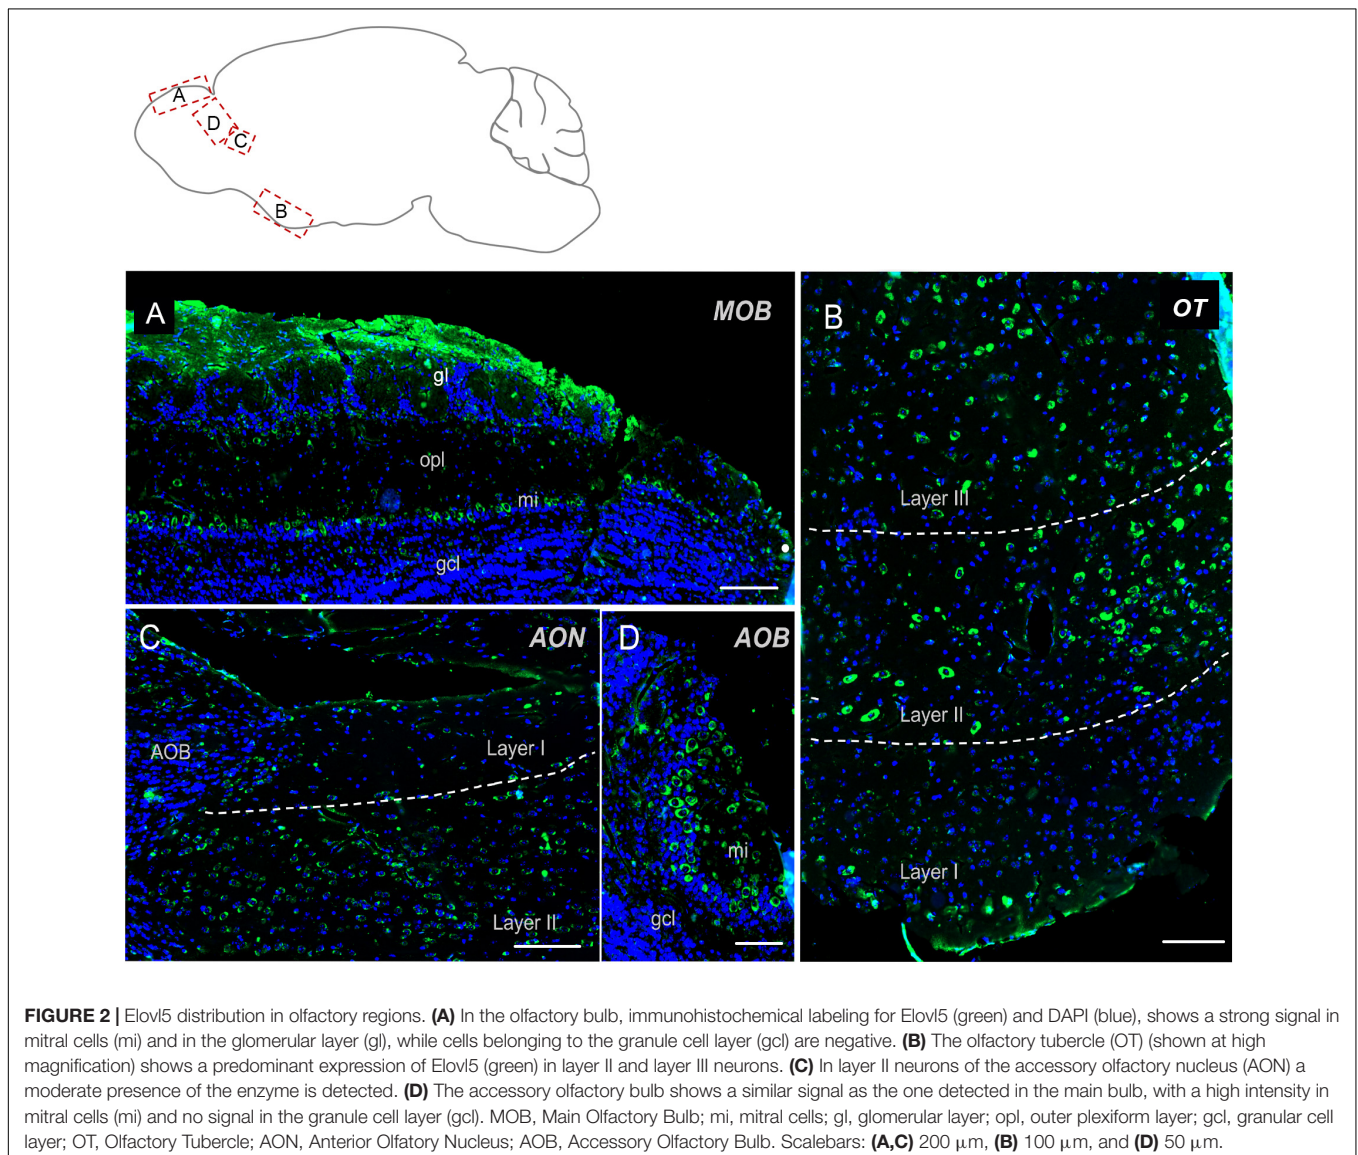 A
D
C
B
A
MOB
gl
opl
mi
gcl
B
OT
Layer III
Layer II
Layer I
C
AON
AOB
Layer I
Layer II
D
AOB
mi
gcl
FIGURE 2 | Elovl5 distribution in olfactory regions. (A) In the olfactory bulb, immunohistochemical labeling for Elovl5 (green) and DAPI (blue), shows a strong signal in
mitral cells (mi) and in the glomerular layer (gl), while cells belonging to the granule cell layer (gcl) are negative. (B) The olfactory tubercle (OT) (shown at high
magnification) shows a predominant expression of Elovl5 (green) in layer II and layer III neurons. (C) In layer II neurons of the accessory olfactory nucleus (AON) a
moderate presence of the enzyme is detected. (D) The accessory olfactory bulb shows a similar signal as the one detected in the main bulb, with a high intensity in
mitral cells (mi) and no signal in the granule cell layer (gcl). MOB, Main Olfactory Bulb; mi, mitral cells; gl, glomerular layer; opl, outer plexiform layer; gcl, granular cell
layer; OT, Olfactory Tubercle; AON, Anterior Olfatory Nucleus; AOB, Accessory Olfactory Bulb. Scalebars: (A,C) 200 μm, (B) 100 μm, and (D) 50 μm.